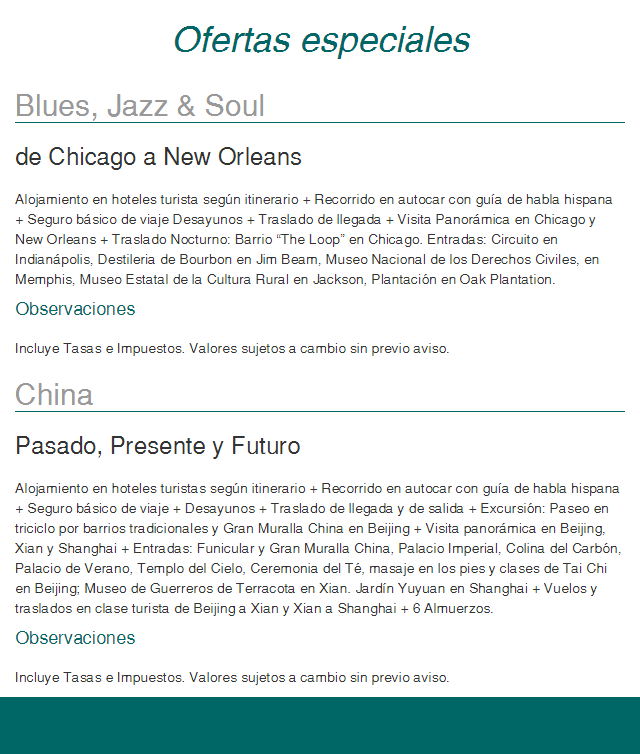 Ofertas especiales
Blues, Jazz & Soul
de Chicago a New Orleans
Alojamiento en hoteles turista según itinerario + Recorrido en autocar con guía de habla hispana
+ Seguro básico de viaje Desayunos + Traslado de llegada + Visita Panorámica en Chicago y
New Orleans + Traslado Nocturno: Barrio “The Loop” en Chicago. Entradas: Circuito en
Indianápolis, Destileria de Bourbon en Jim Beam, Museo Nacional de los Derechos Civiles, en
Memphis, Museo Estatal de la Cultura Rural en Jackson, Plantación en Oak Plantation.
Observaciones
Incluye Tasas e Impuestos. Valores sujetos a cambio sin previo aviso.
China
Pasado, Presente y Futuro
Alojamiento en hoteles turistas según itinerario + Recorrido en autocar con guía de habla hispana
+ Seguro básico de viaje + Desayunos + Traslado de llegada y de salida + Excursión: Paseo en
triciclo por barrios tradicionales y Gran Muralla China en Beijing + Visita panorámica en Beijing,
Xian y Shanghai + Entradas: Funicular y Gran Muralla China, Palacio Imperial, Colina del Carbón,
Palacio de Verano, Templo del Cielo, Ceremonia del Té, masaje en los pies y clases de Tai Chi
en Beijing; Museo de Guerreros de Terracota en Xian. Jardín Yuyuan en Shanghai + Vuelos y
traslados en clase turista de Beijing a Xian y Xian a Shanghai + 6 Almuerzos.
Observaciones
Incluye Tasas e Impuestos. Valores sujetos a cambio sin previo aviso.